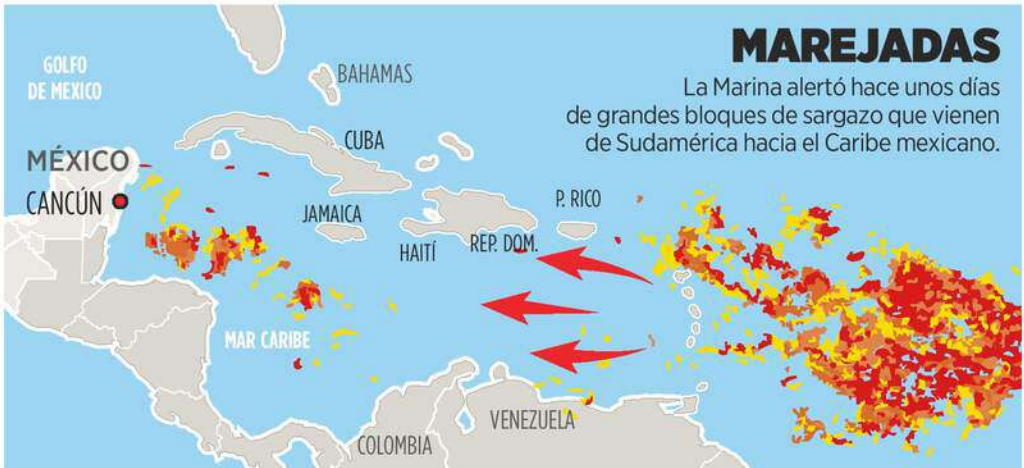 MAREJADAS
La Marina alertó hace unos días
de grandes bloques de sargazo que vienen
de Sudamérica hacia el Caribe mexicano.
GOLFO
DE MEXICO
BAHAMAS
CUBA
MÉXICO
CANCÚN
JAMAICA
HAITÍ
REP. DOM.
P. RICO
MAR CARIBE
VENEZUELA
COLOMBIA